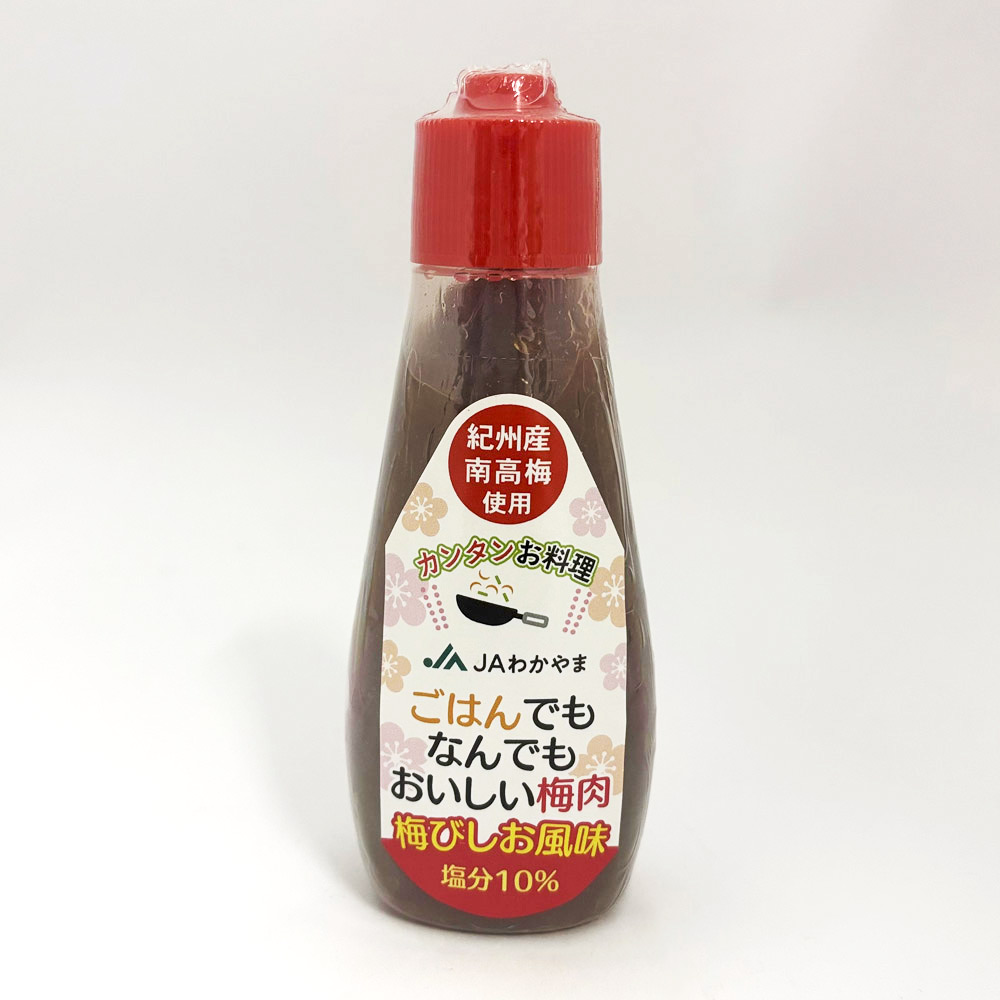 紀州産
南高梅
使用
カンタンお料理
JAわかやま
ごはんでも
なんでも
おいしい梅肉
梅びしお風味
塩分10%